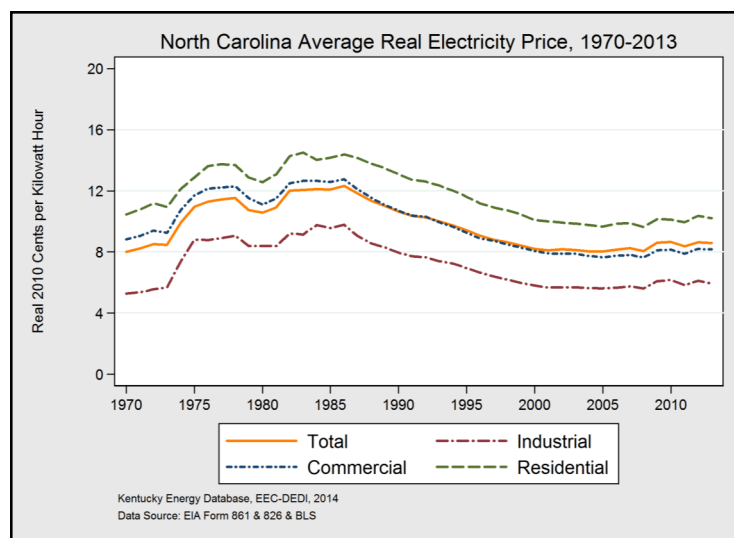 North Carolina Average Real Electricity Price, 1970-2013
Real 2010 Cents per Kilowatt Hour
20
16
12
8
4
0
1970 1975 1980 1985 1990 1995 2000 2005 2010
Total Industrial
Commercial Residential
Kentucky Energy Database, EEC-DEDI, 2014
Data Source: EIA Form 861 & 826 & BLS